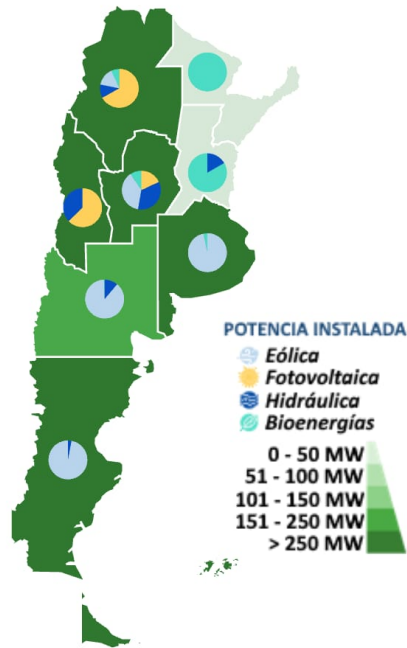 POTENCIA INSTALADA
Eólica
Fotovoltaica
Hidráulica
Bioenergías
0 - 50 MW
51 - 100 MW
101 - 150 MW
151 - 250 MW
> 250 MW